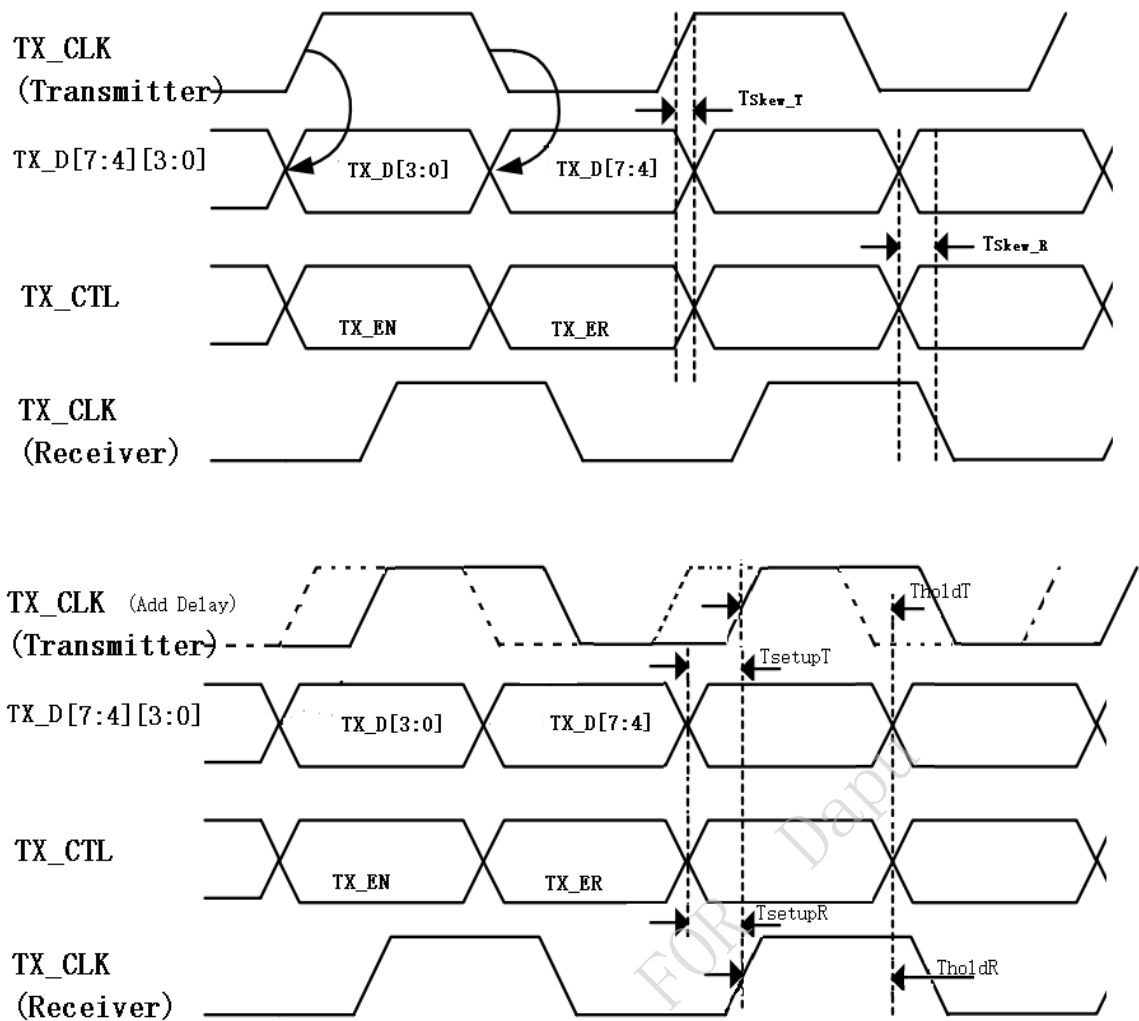 TX_CLK
(Transmitter)
Tskew_T
TX_D[7:4][3:0]
TX_D[3:0]
TX_D[7:4]
Tskew_R
TX_CTL
TX_EN
TX_ER
TX_CLK
(Receiver)
TX_CLK (Add Delay)
(Transmitter)
TholdT
TsetupT
TX_D[7:4][3:0]
TX_D[3:0]
TX_D[7:4]
TX_CTL
TX_EN
TX_ER
TsetupR
TX_CLK
(Receiver)
TholdR
FOR Dapu